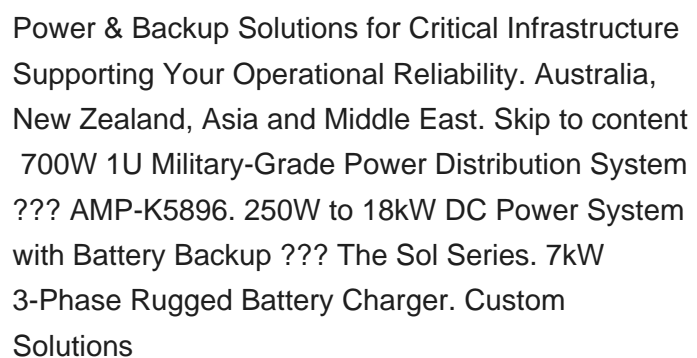 Power & Backup Solutions for Critical Infrastructure
Supporting Your Operational Reliability. Australia,
New Zealand, Asia and Middle East. Skip to content
700W 1U Military-Grade Power Distribution System
??? AMP-K5896. 250W to 18kW DC Power System
with Battery Backup ??? The Sol Series. 7kW
3-Phase Rugged Battery Charger. Custom
Solutions